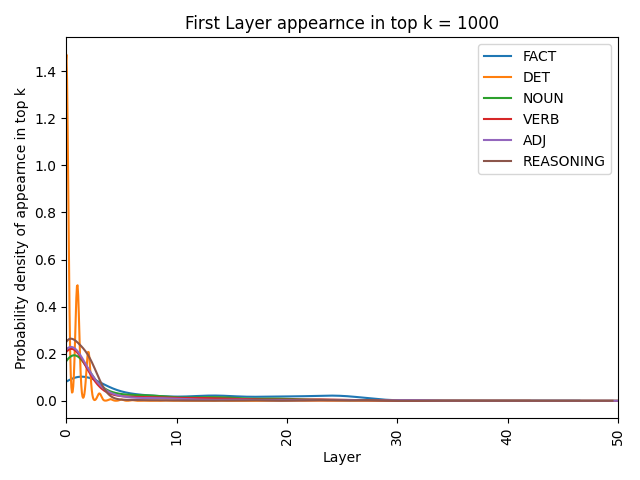 First Layer appearnce in top k = 1000
Probability density of appearnce in top k
1.4
1.2
1.0
0.8
0.6
0.4
0.2
0.0
FACT
DET
NOUN
VERB
ADJ
REASONING
0 10 20 30 40 50
Layer